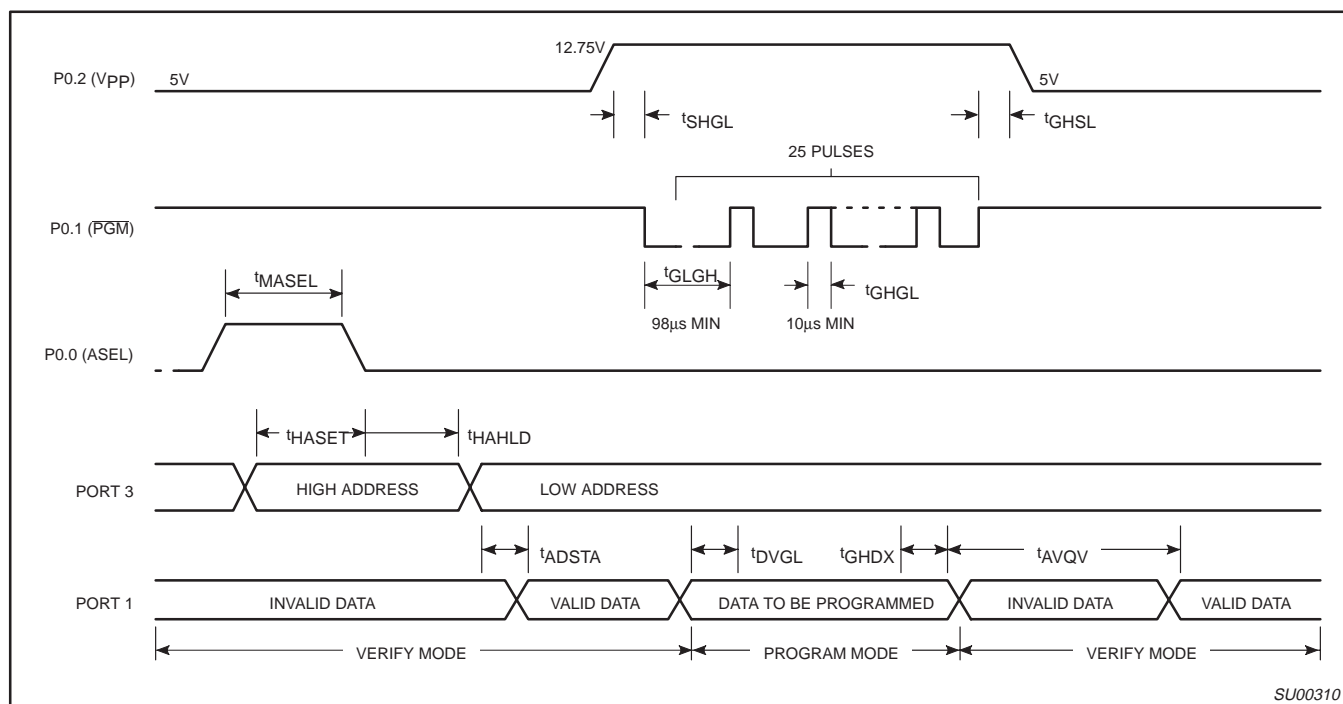 12.75V
P0.2 (VPP)
5V
5V
tSHGL
tGHSL
25 PULSES
P0.1 (PGM)
tMASEL
tGLGH
tGHGL
98μs MIN
10μs MIN
P0.0 (ASEL)
tHASET
tHAHLD
PORT 3
HIGH ADDRESS
LOW ADDRESS
tADSTA
tDVGL
tGHDX
tAVQV
PORT 1
INVALID DATA
VALID DATA
DATA TO BE PROGRAMMED
INVALID DATA
VALID DATA
VERIFY MODE
PROGRAM MODE
VERIFY MODE
SU00310